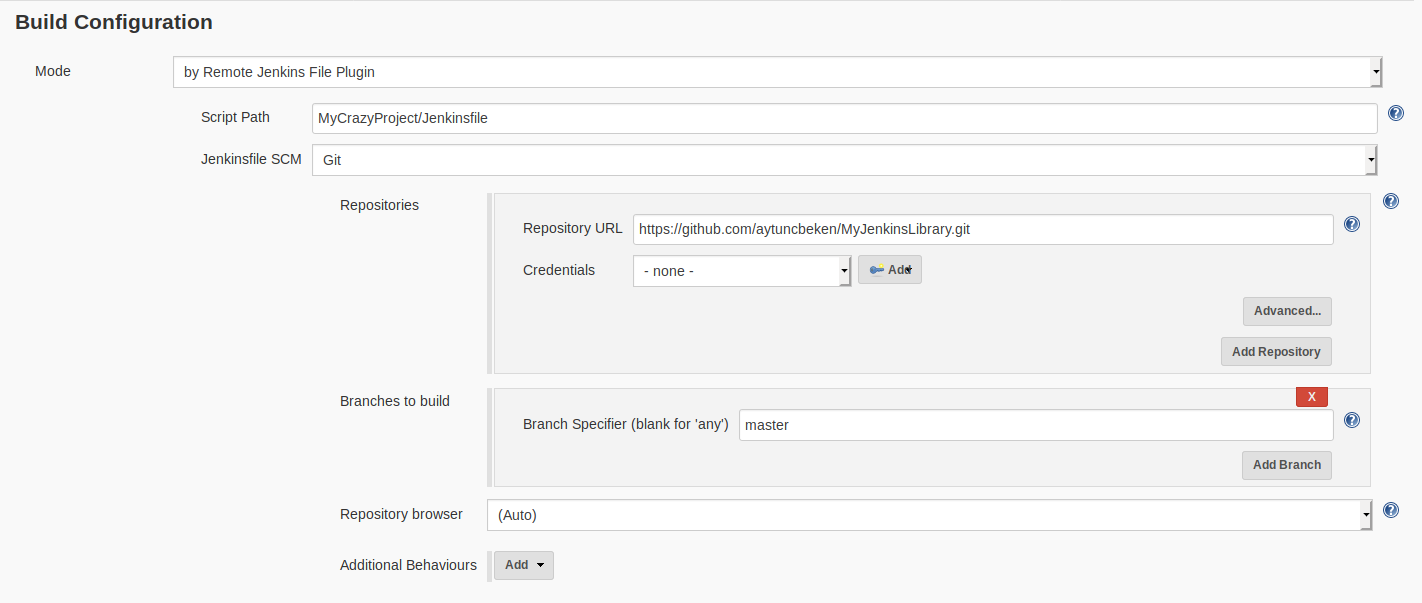 Build Configuration
Mode
by Remote Jenkins File Plugin
Script Path
MyCrazyProject/Jenkinsfile
Jenkinsfile SCM
Git
Repositories
Repository URL
https://github.com/aytuncbeken/MyJenkinsLibrary.git
Credentials
- none -
Add
Advanced...
Add Repository
Branches to build
X
Branch Specifier (blank for 'any')
master
Add Branch
Repository browser
(Auto)
Additional Behaviours
Add